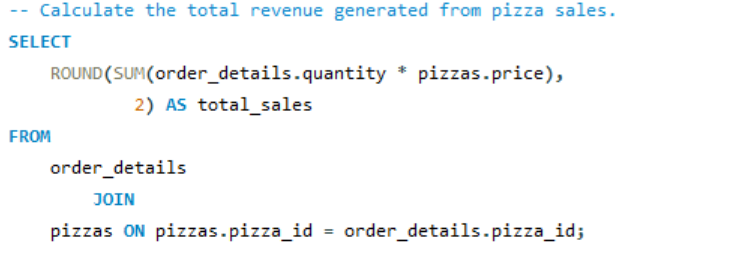 -- Calculate the total revenue generated from pizza sales.
SELECT
    ROUND(SUM(order_details.quantity * pizzas.price),
            2) AS total_sales
FROM
    order_details
        JOIN
    pizzas ON pizzas.pizza_id = order_details.pizza_id;